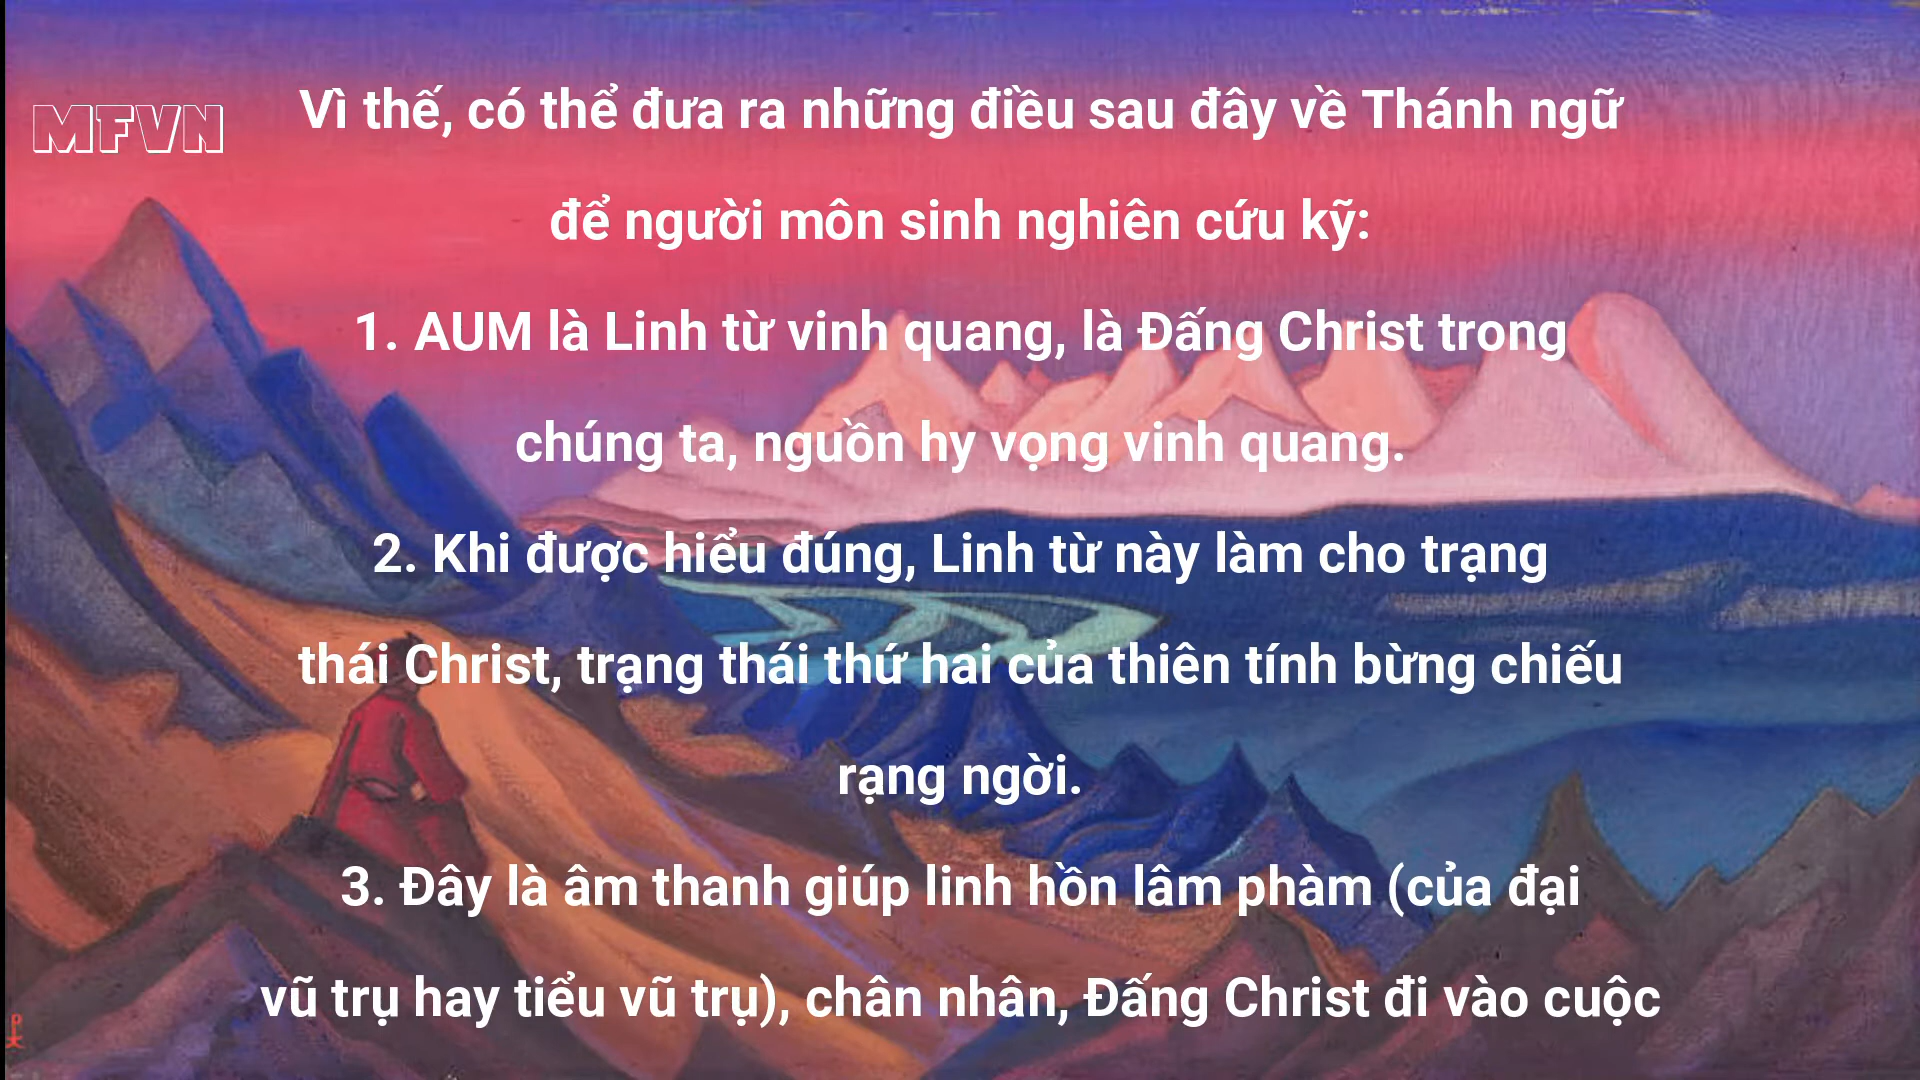 MFVN
Vì thế, có thể đưa ra những điều sau đây về Thánh ngữ
để người môn sinh nghiên cứu kỹ:
1. AUM là Linh từ vinh quang, là Đấng Christ trong
chúng ta, nguồn hy vọng vinh quang.
2. Khi được hiểu đúng, Linh từ này làm cho trạng
thái Christ, trạng thái thứ hai của thiên tính bừng chiếu
rạng ngời.
3. Đây là âm thanh giúp linh hồn lâm phàm (của đại
vũ trụ hay tiểu vũ trụ), chân nhân, Đấng Christ đi vào cuộc